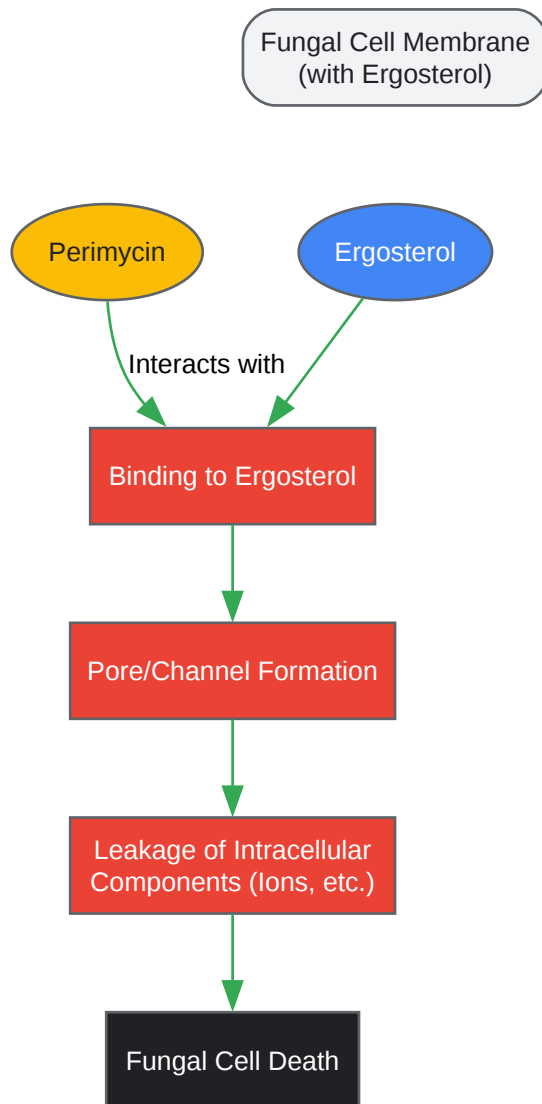 Fungal Cell Membrane
(with Ergosterol)
Perimycin
Ergosterol
Interacts with
Binding to Ergosterol
Pore/Channel Formation
Leakage of Intracellular
Components (Ions, etc.)
Fungal Cell Death